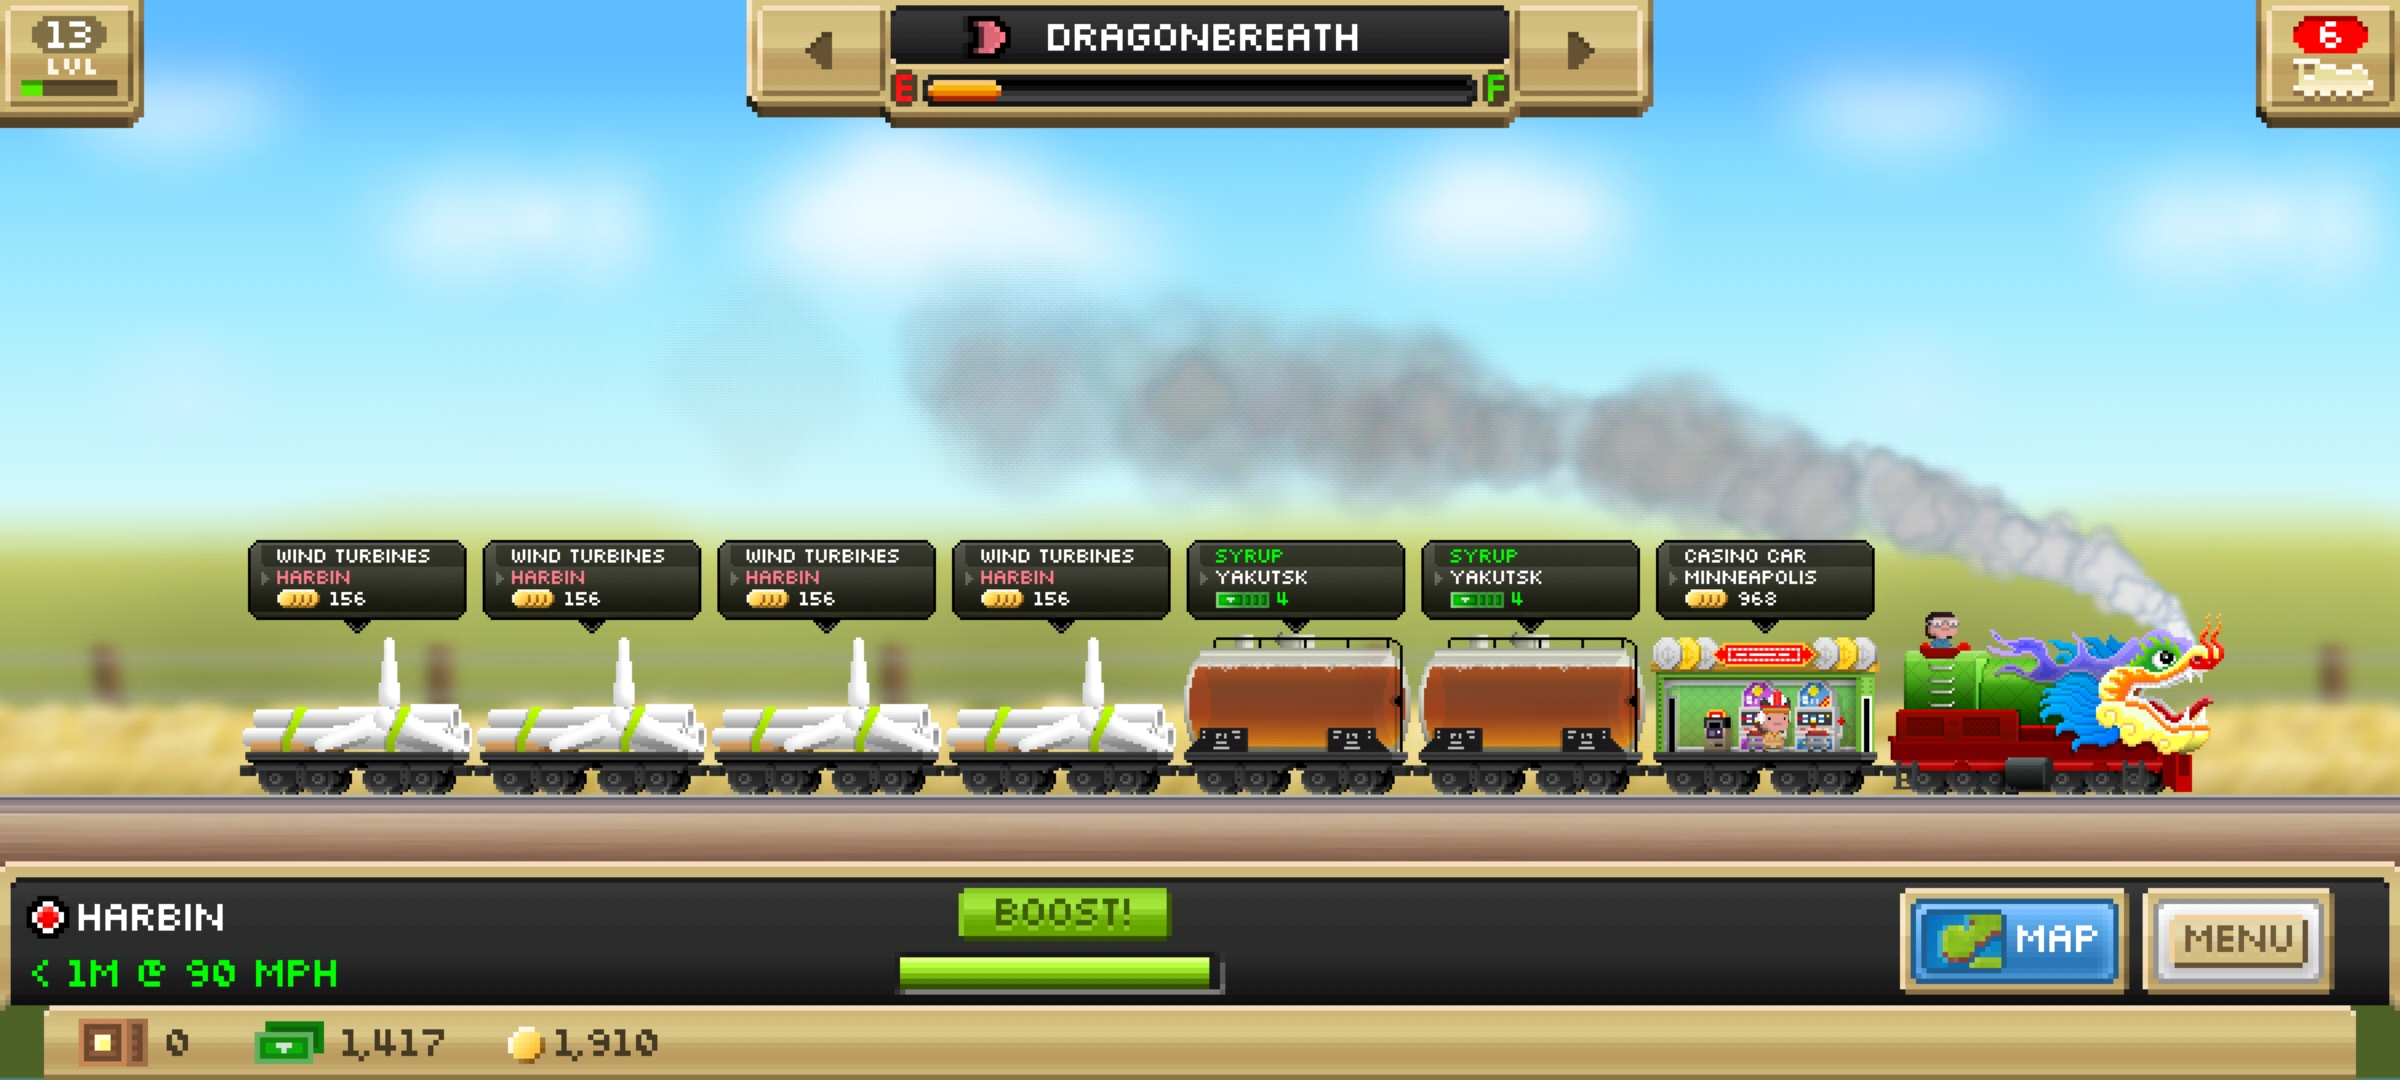 13
LVL
DRAGONBREATH
E
F
6
WIND TURBINES
HARBIN
156
WIND TURBINES
HARBIN
156
WIND TURBINES
HARBIN
156
WIND TURBINES
HARBIN
156
SYRUP
YAKUTSK
4
SYRUP
YAKUTSK
4
CASINO CAR
MINNEAPOLIS
968
HARBIN
< 1M @ 90 MPH
BOOST!
MAP
MENU
0
1,417
1,910